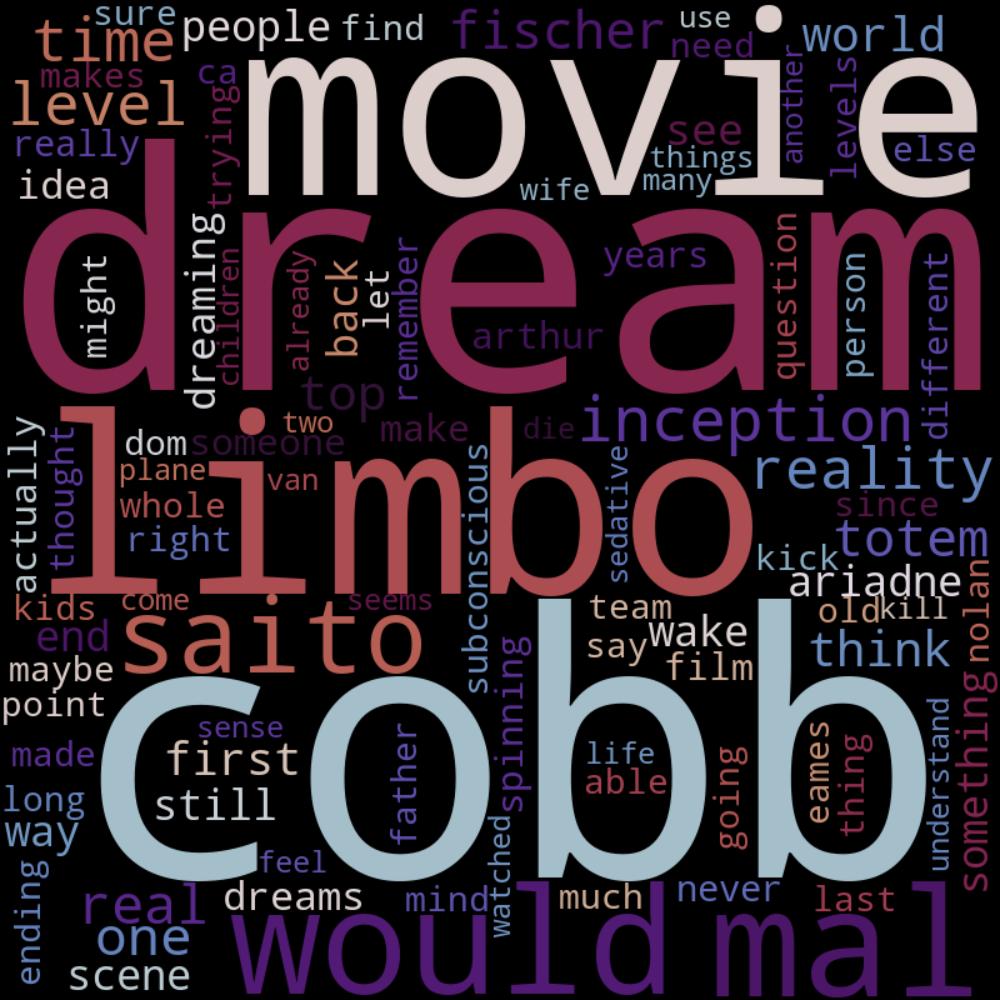 sure
time
people
find
fischer
use
need
world
makes
ca
movie
level
trying
another
levels
see
really
things
else
idea
wife
many
dream
might
dreaming
children
already
back
let
remember
years
arthur
question
person
different
top
actually
thought
dom
someone
two
make
die
inception
limbo
plane
van
whole
right
subconscious
sedative
reality
since
totem
kick
ariadne
kids
come
seems
team
old
kill
nolan
end
saito
say
wake
film
think
maybe
point
cobb
made
sense
first
still
father
spinning
life
able
going
eames
thing
understand
something
long
way
feel
watched
ending
real
dreams
mind
much
never
last
one
scene
would
mal